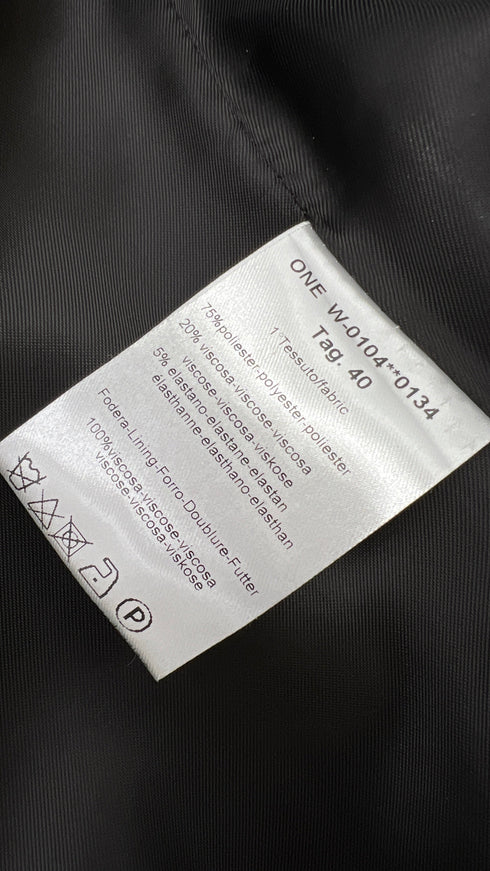 ONE W-0104**0134
Tag. 40
1°Tessuto/fabric
75%poliester-polyester-poliester
20% viscosa-viscose-viscosa
viscose-viscosa-viskose
5% elastano-elastane-elastan
élasthanne-elasthano-elasthan
Fodera-Lining-Forro-Doublure-Futter
100%viscosa-viscose-viscosa
viscose-viscosa-viskose
P